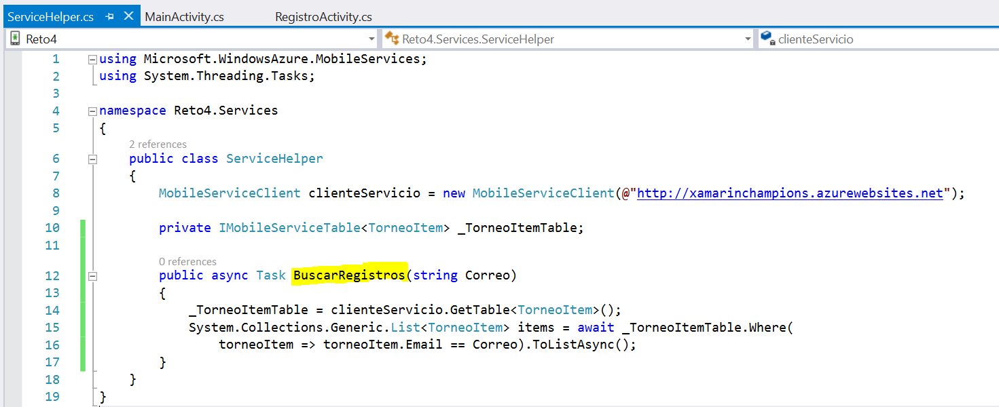 ServiceHelper.cs MainActivity.cs RegistroActivity.cs
Reto4 Reto4.Services.ServiceHelper clienteServicio
1 using Microsoft.WindowsAzure.MobileServices;
2 using System.Threading.Tasks;
3
4 namespace Reto4.Services
5 {
2 references
6 public class ServiceHelper
7 {
8 MobileServiceClient clienteServicio = new MobileServiceClient(@"http://xamarinchampions.azurewebsites.net");
9
10 private IMobileServiceTable<TorneoItem> _TorneoItemTable;
11
0 references
12 public async Task BuscarRegistros(string Correo)
13 {
14 _TorneoItemTable = clienteServicio.GetTable<TorneoItem>();
15 System.Collections.Generic.List<TorneoItem> items = await _TorneoItemTable.Where(
16 torneoItem => torneoItem.Email == Correo).ToListAsync();
17 }
18 }
19 }